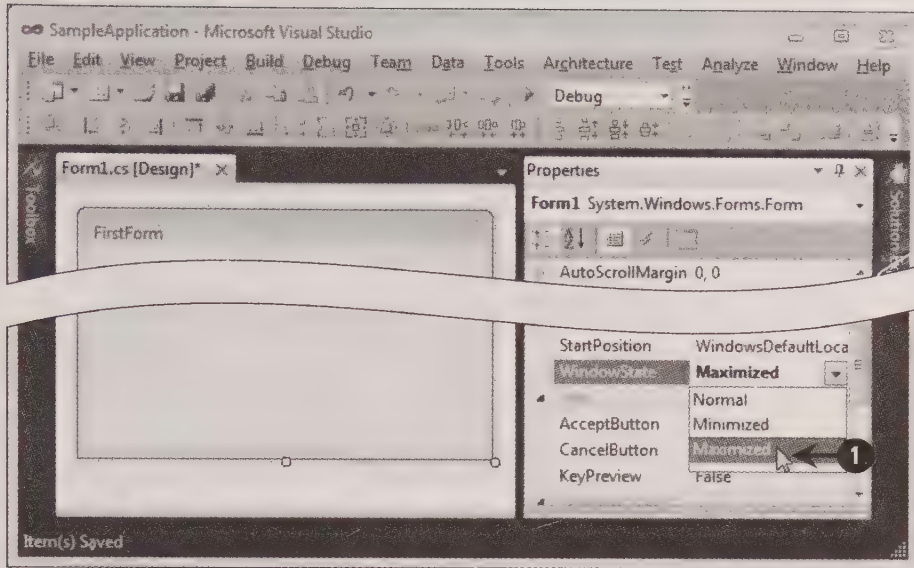 SampleApplication - Microsoft Visual Studio
File Edit View Project Build Debug Team Data Tools Architecture Test Analyze Window Help
Debug
Toolbox
Form1.cs [Design]* ×
FirstForm
Properties
Form1 System.Windows.Forms.Form
AutoScrollMargin 0, 0
StartPosition WindowsDefaultLoca
WindowState Maximized
Normal
AcceptButton Minimized
CancelButton Maximized
1
KeyPreview False
Solution
Item(s) Saved